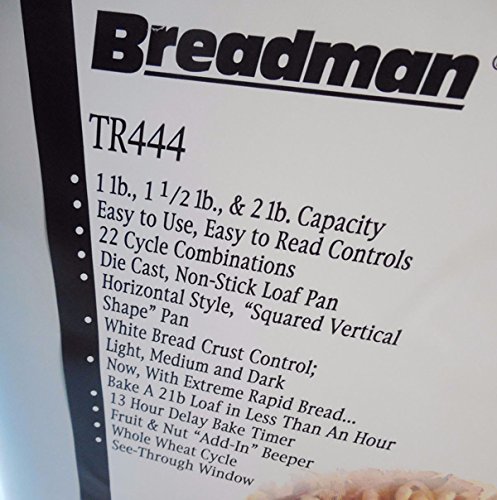 Breadman
TR444
• 1 lb., 1 1/2 lb., & 2 lb. Capacity
• Easy to Use, Easy to Read Controls
• 22 Cycle Combinations
• Die Cast, Non-Stick Loaf Pan
• Horizontal Style, "Squared Vertical
Shape" Pan
• White Bread Crust Control;
Light, Medium and Dark
• Now, With Extreme Rapid Bread...
Bake A 21b Loaf in Less Than An Hour
• 13 Hour Delay Bake Timer
• Fruit & Nut "Add-In" Beeper
• Whole Wheat Cycle
• See-Through Window